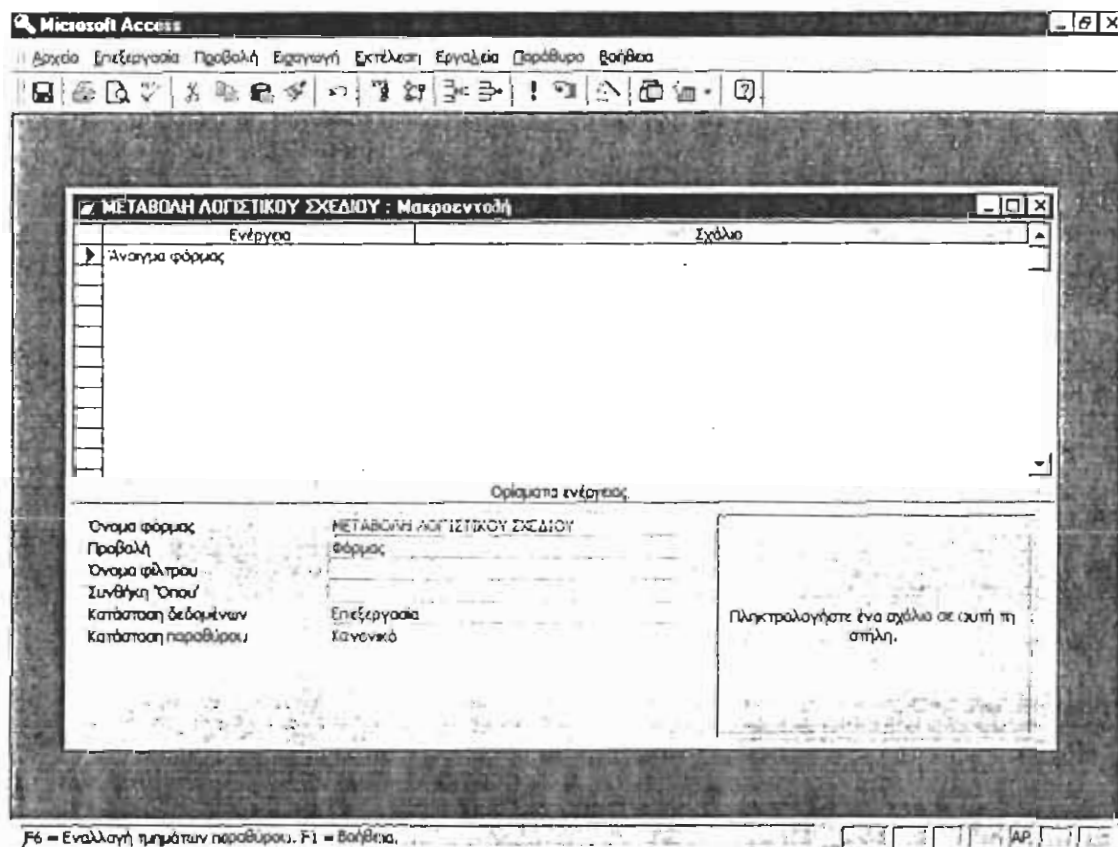 Microsoft Access
Αρχείο Επεξεργασία Προβολή Εισαγωγή Εκτέλεση Εργαλεία Παράθυρο Βοήθεια
ΜΕΤΑΒΟΛΗ ΛΟΓΙΣΤΙΚΟΥ ΣΧΕΔΙΟΥ : Μακροεντολή
Ενέργεια Σχόλιο
Άνοιγμα φόρμας
Ορίσματα ενέργειας
Όνομα φόρμας ΜΕΤΑΒΟΛΗ ΛΟΓΙΣΤΙΚΟΥ ΣΧΕΔΙΟΥ
Προβολή Φόρμας
Όνομα φίλτρου
Συνθήκη 'Όπου'
Κατάσταση δεδομένων Επεξεργασία
Κατάσταση παραθύρου Κανονικό
Πληκτρολογήστε ένα σχόλιο σε αυτή τη
στήλη.
F6 = Εναλλαγή τμημάτων παραθύρου. F1 = Βοήθεια. AP